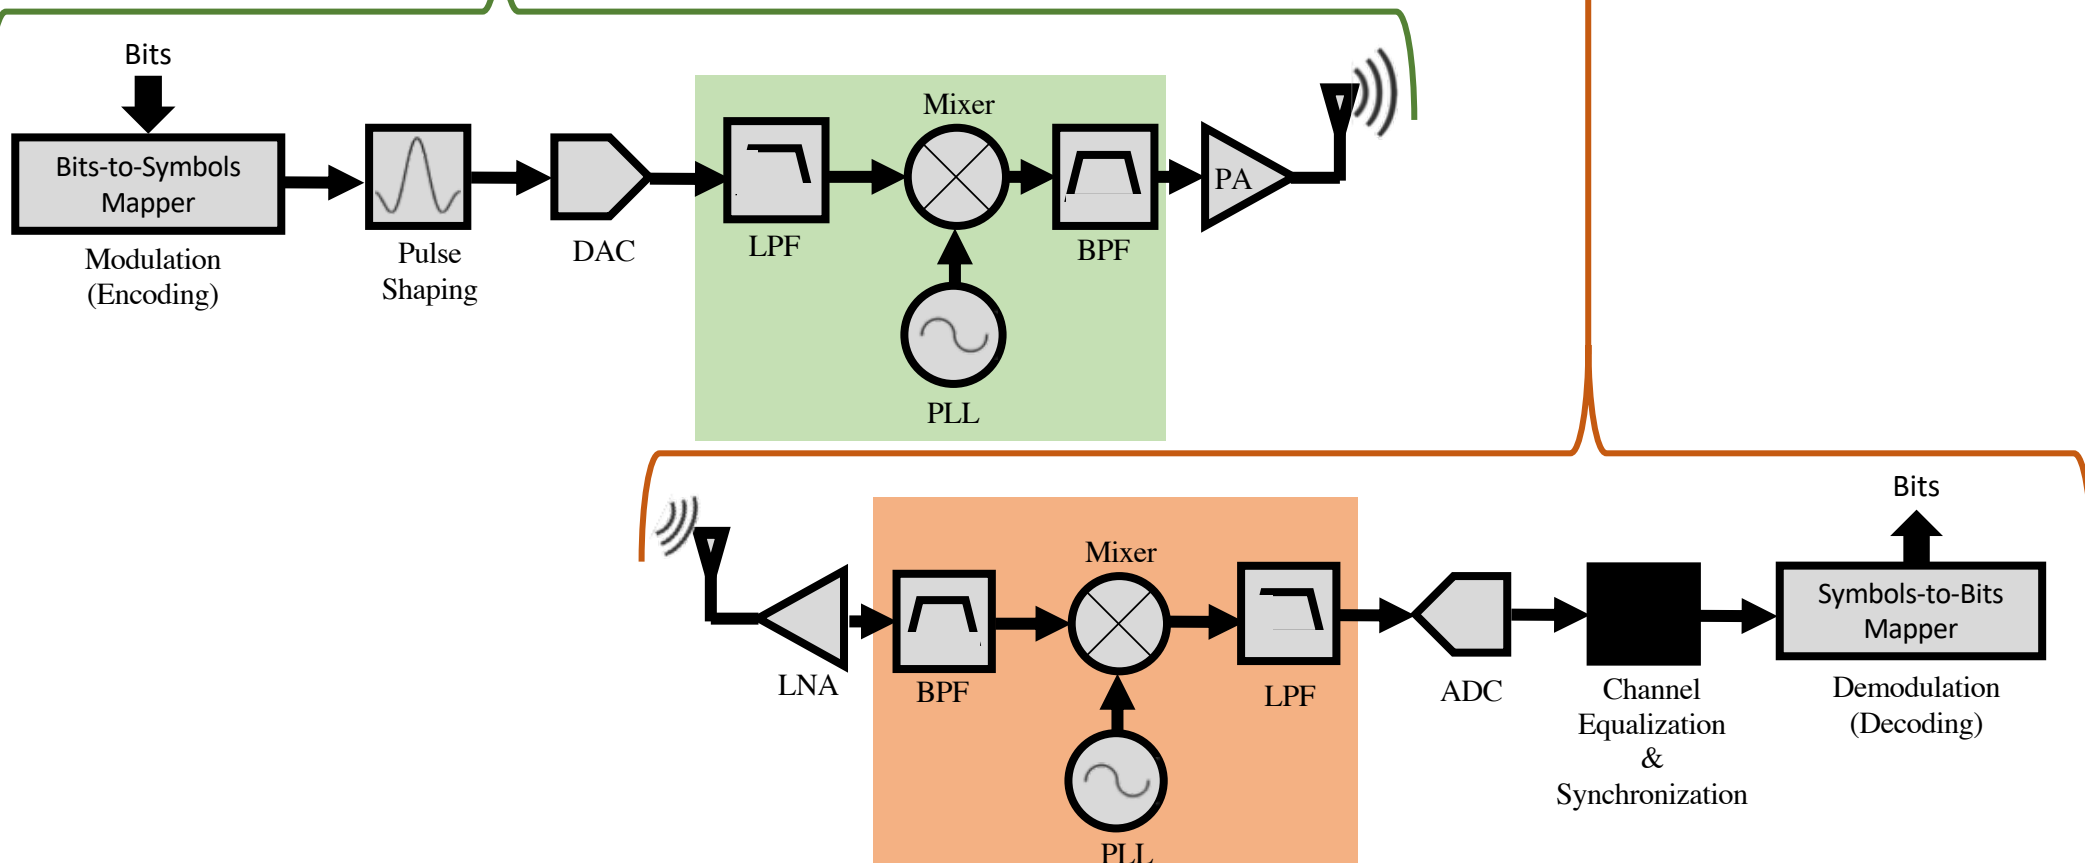 Bits
Bits-to-Symbols
Mapper
Modulation
(Encoding)
Pulse
Shaping
DAC
LPF
Mixer
PLL
BPF
PA
LNA
BPF
Mixer
PLL
LPF
ADC
Channel
Equalization
&
Synchronization
Bits
Symbols-to-Bits
Mapper
Demodulation
(Decoding)